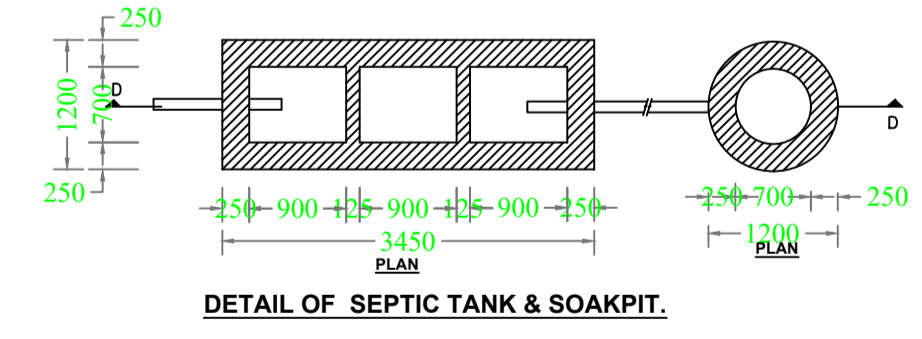 250
1200
700
D
250
250 900 125 900 125 900 250
3450
PLAN
D
250 700 250
1200
PLAN
DETAIL OF SEPTIC TANK & SOAKPIT.